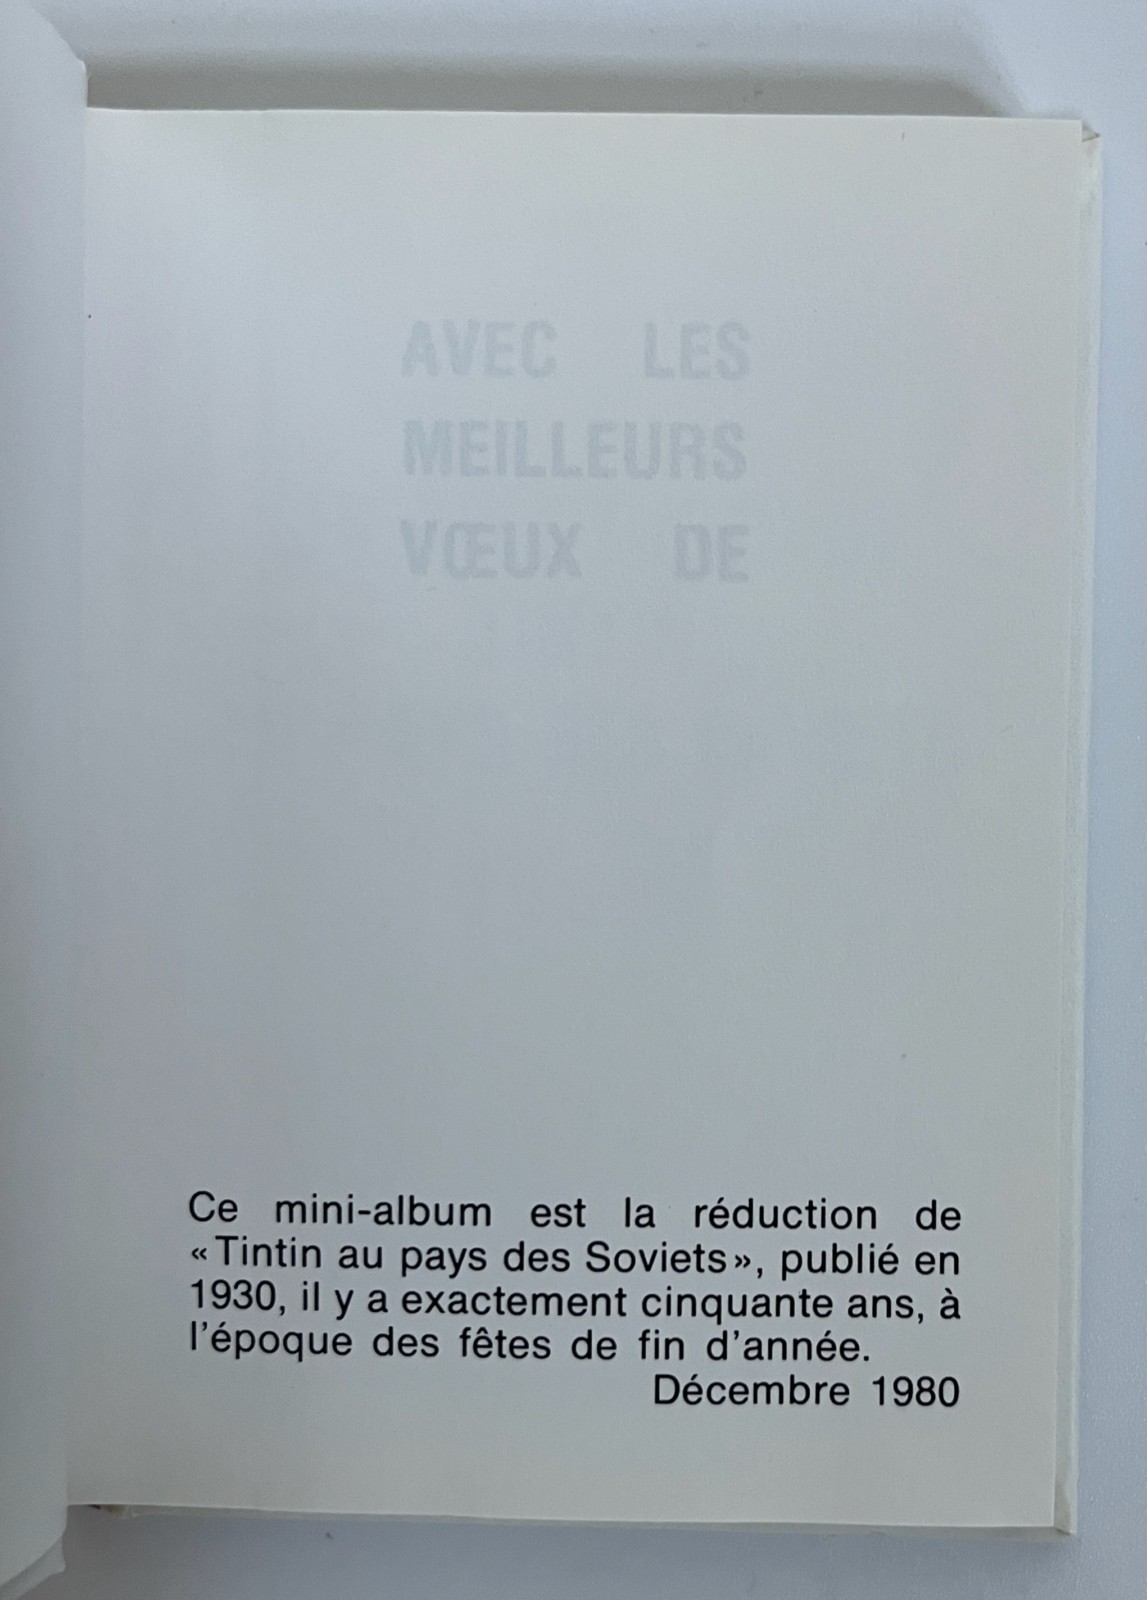 AVEC LES
MEILLEURS
VŒUX DE
Ce mini-album est la réduction de
« Tintin au pays des Soviets », publié en
1930, il y a exactement cinquante ans, à
l'époque des fêtes de fin d'année.
Décembre 1980